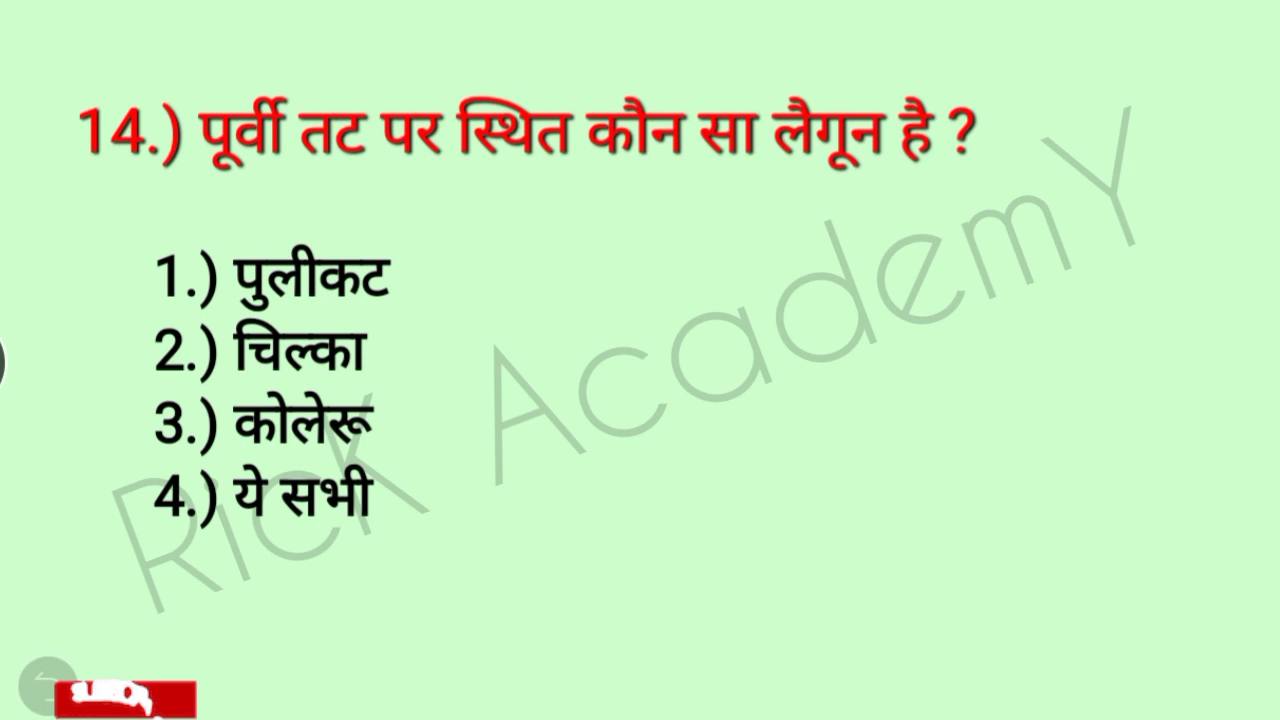 14.) पूर्वी तट पर स्थित कौन सा लैगून है ?
1.) पुलीकट
2.) चिल्का
3.) कोलेरू
4.) ये सभी
Rick AcademY